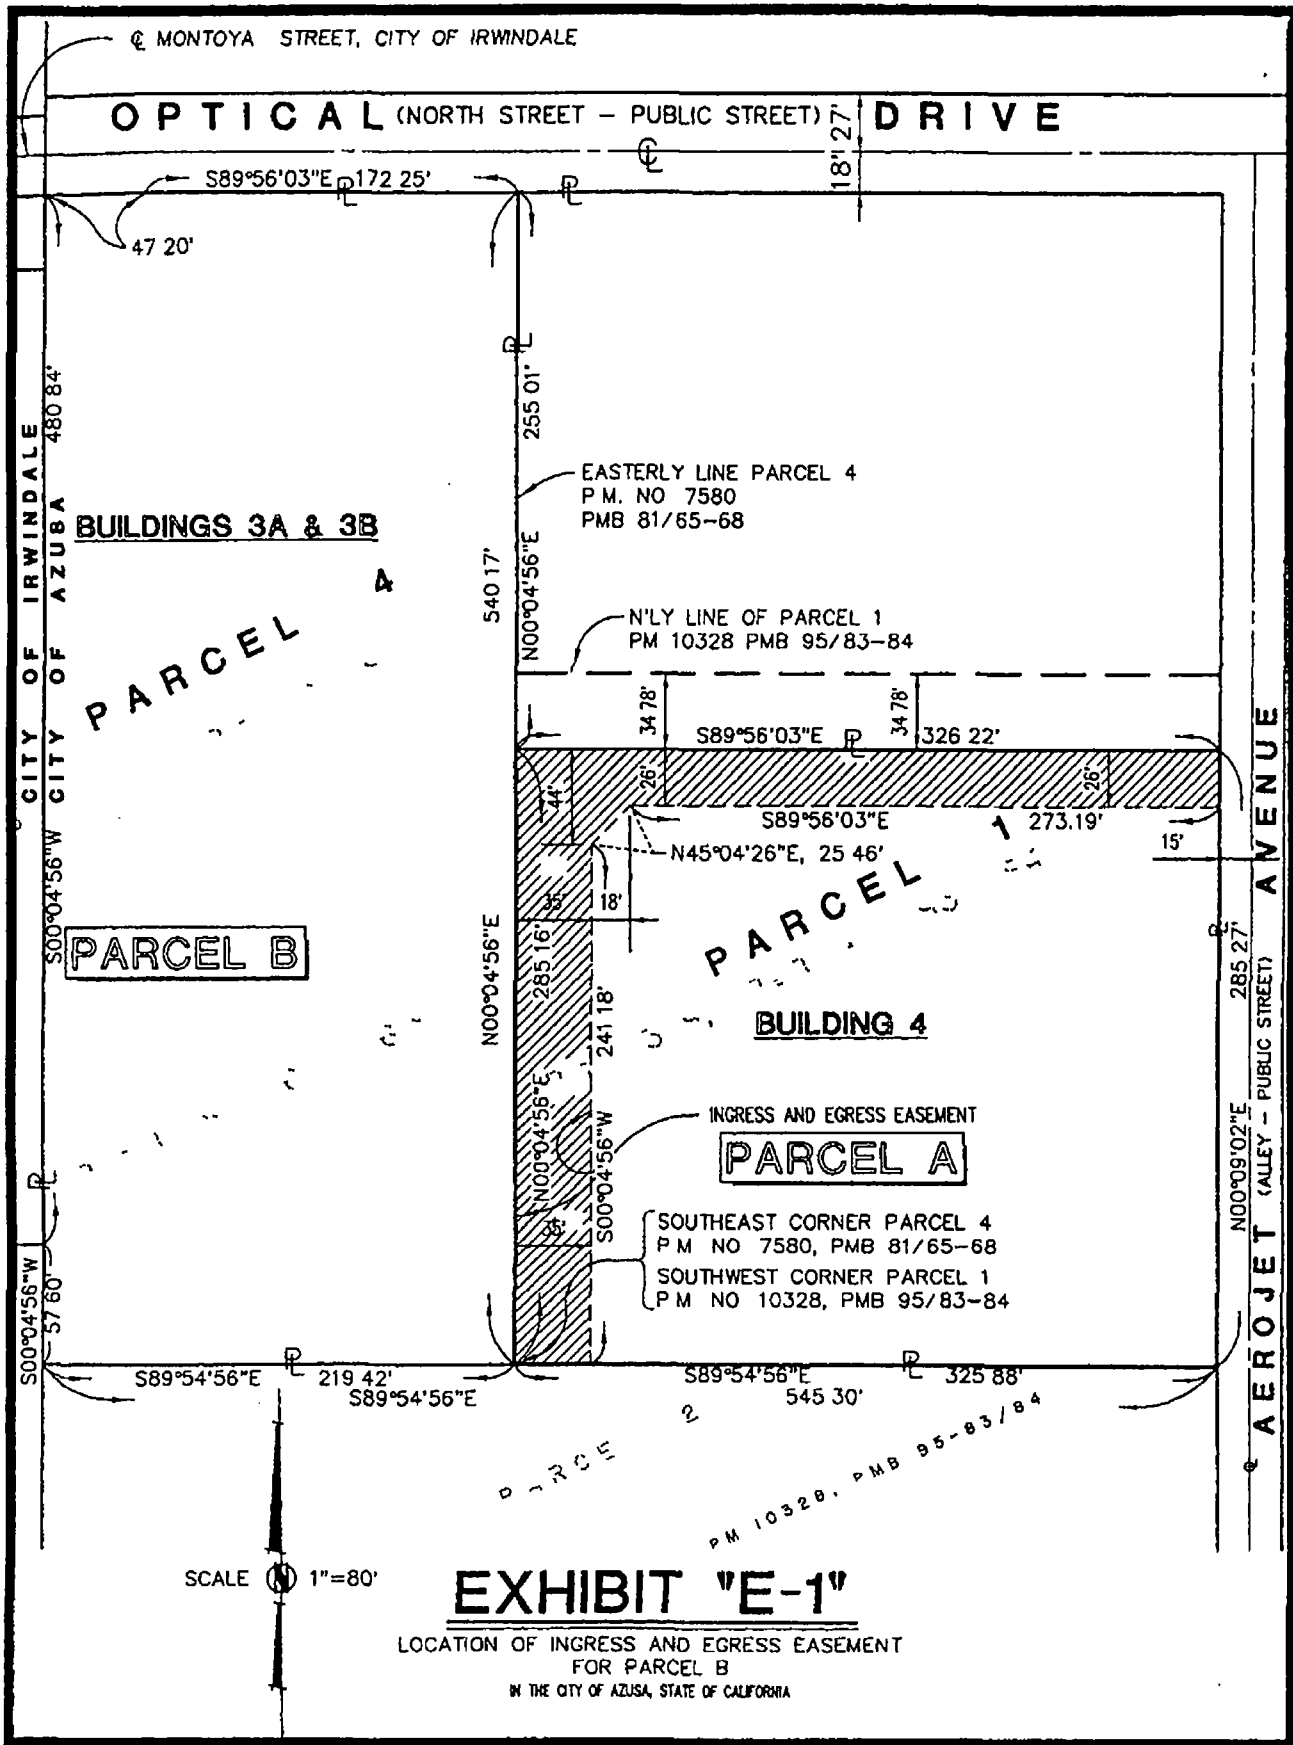 ℄ MONTOYA STREET, CITY OF IRWINDALE
OPTICAL (NORTH STREET – PUBLIC STREET) DRIVE
18" 27'
℄
S89°56'03"E ℙL 172 25'
ℙL
47 20'
CITY OF IRWINDALE
CITY OF AZUBA
480 84'
S00°04'56"W
ℙL
255 01'
540 17'
N00°04'56"E
EASTERLY LINE PARCEL 4
P M. NO 7580
PMB 81/65-68
BUILDINGS 3A & 3B
PARCEL 4
N'LY LINE OF PARCEL 1
PM 10328 PMB 95/83-84
34 78'
34 78'
S89°56'03"E ℙL 326 22'
44'
26'
26'
S89°56'03"E 273.19'
N45°04'26"E, 25 46'
15'
35' 18'
PARCEL 1
PARCEL B
N00°04'56"E
285 16'
241 18'
ℙL
285 27'
BUILDING 4
N00°04'56"E
S00°04'56"W
INGRESS AND EGRESS EASEMENT
PARCEL A
N00°09'02"E
AEROJET (ALLEY – PUBLIC STREET) AVENUE
35'
SOUTHEAST CORNER PARCEL 4
P M NO 7580, PMB 81/65-68
SOUTHWEST CORNER PARCEL 1
P M NO 10328, PMB 95/83-84
ℙL
S00°04'56"W 57 60'
S89°54'56"E ℙL 219 42'
S89°54'56"E
S89°54'56"E ℙL 325 88'
545 30'
2
PM 10328, PMB 95-83/84
℄
SCALE N 1"=80'
EXHIBIT "E-1"
LOCATION OF INGRESS AND EGRESS EASEMENT
FOR PARCEL B
IN THE CITY OF AZUSA, STATE OF CALIFORNIA